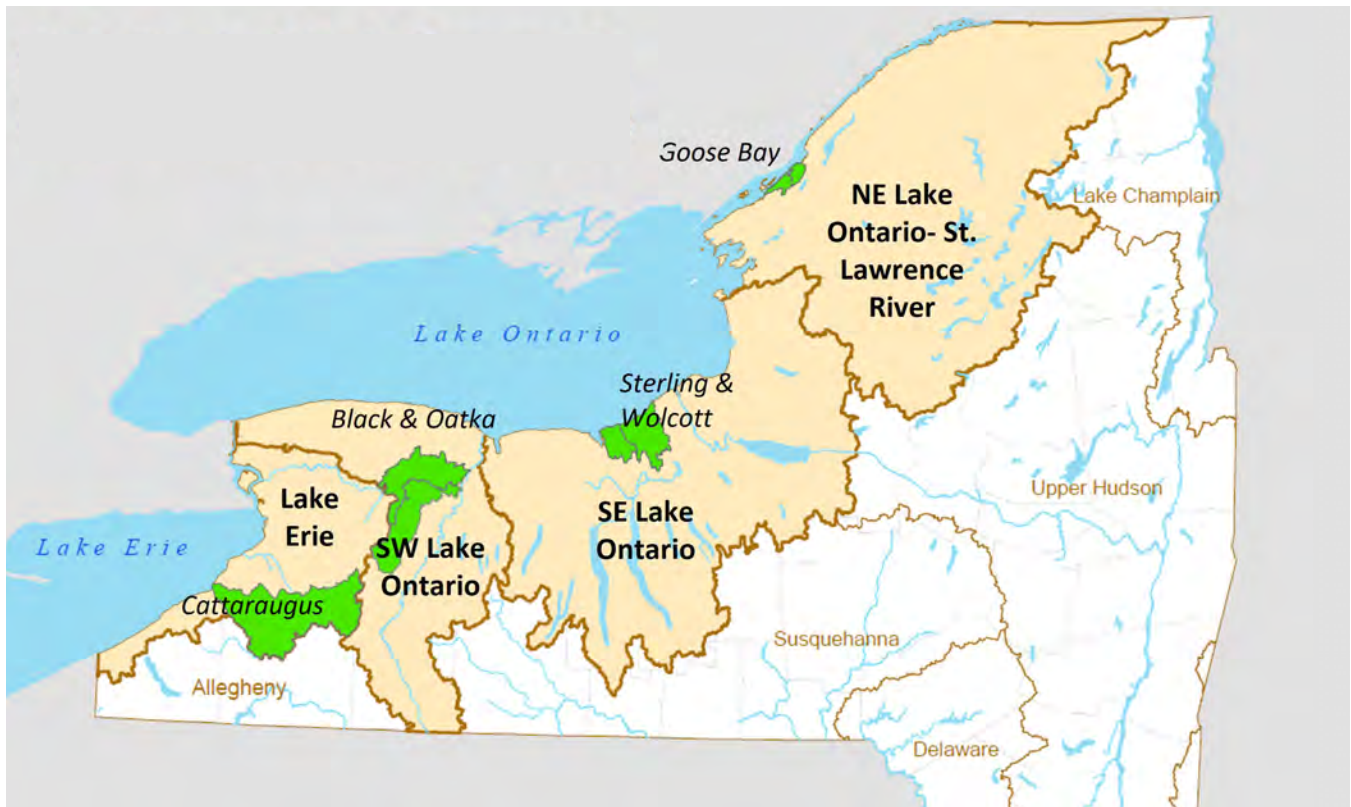 Goose Bay
NE Lake
Ontario- St.
Lawrence
River
Lake Champlain
Lake Ontario
Sterling &
Wolcott
Black & Oatka
Upper Hudson
Lake
Erie
SE Lake
Ontario
Lake Erie
SW Lake
Ontario
Cattaraugus
Susquehanna
Allegheny
Delaware